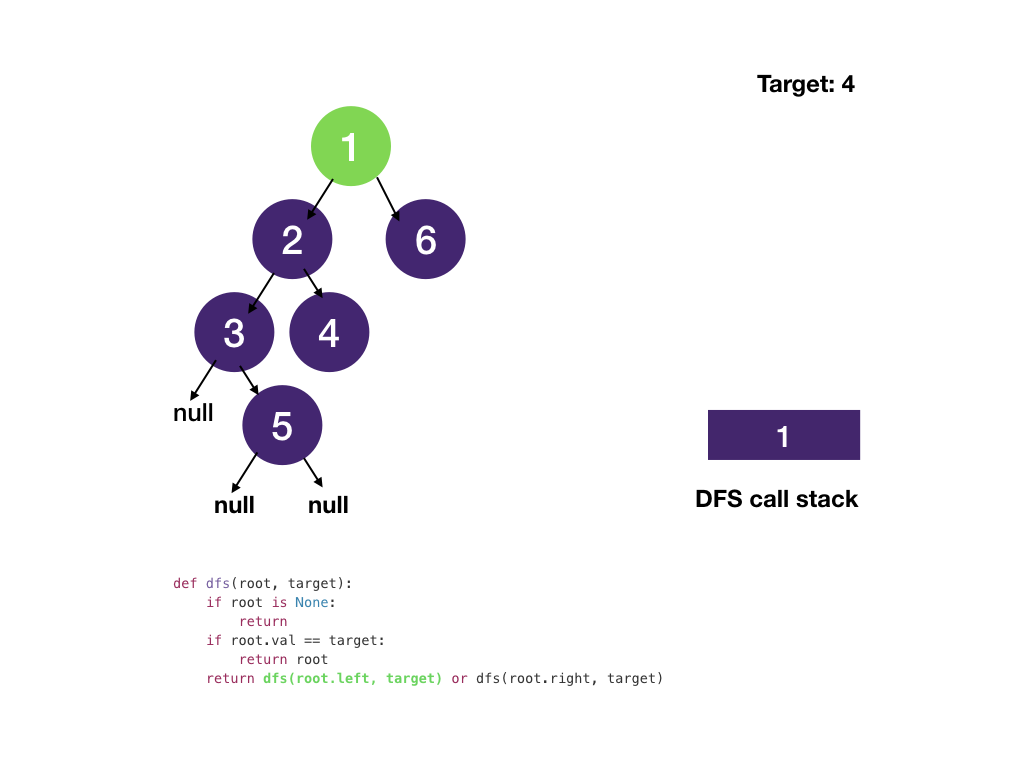 Target: 4
1
2
6
3
4
null
5
null
null
1
DFS call stack
def dfs(root, target):
    if root is None:
        return
    if root.val == target:
        return root
    return dfs(root.left, target) or dfs(root.right, target)